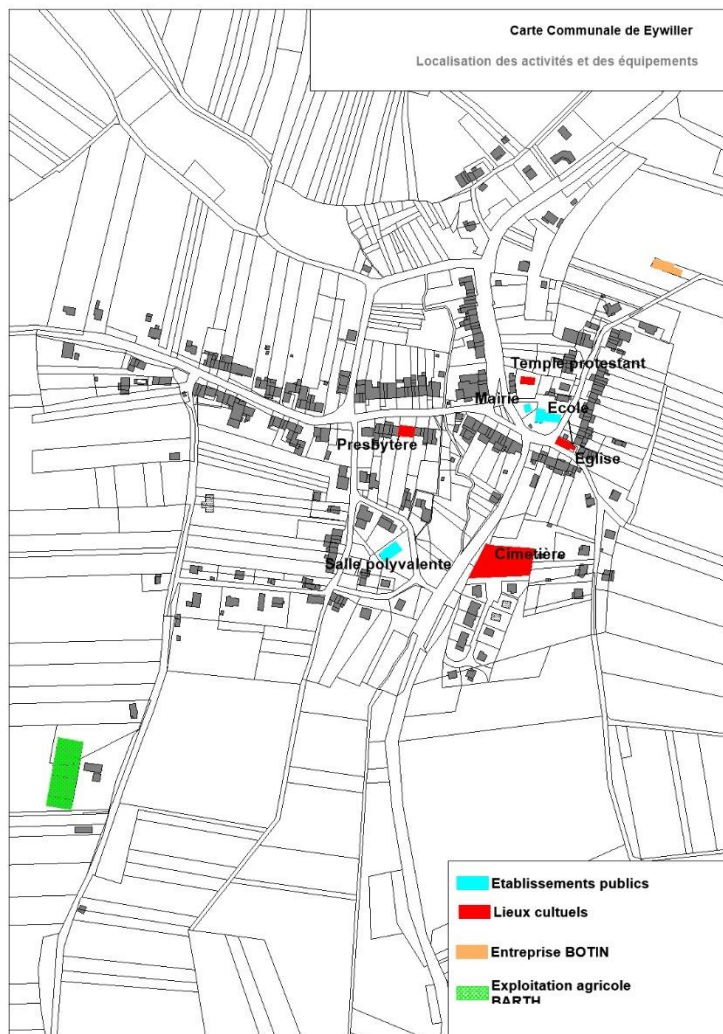 Carte Communale de Eywiller
Localisation des activités et des équipements
Temple protestant
Mairie
Ecole
Presbytère
Eglise
Salle polyvalente
Cimetière
Etablissements publics
Lieux cultuels
Entreprise BOTIN
Exploitation agricole
BARTH